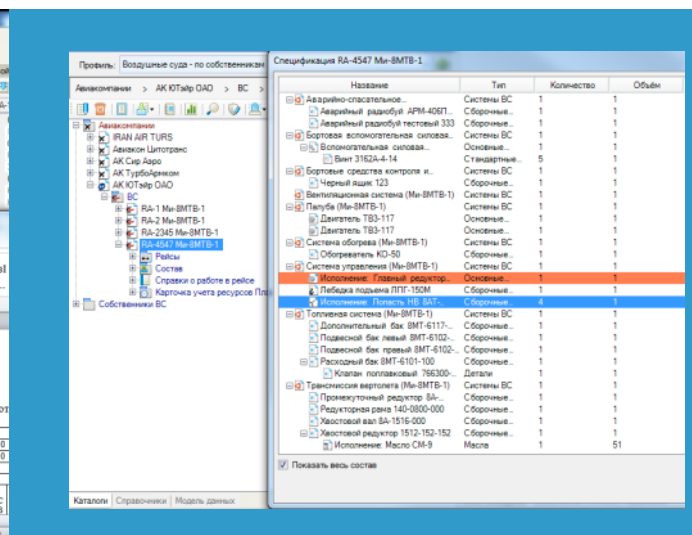 Профиль: Воздушные суда - по собственникам
Авиакомпании > АК ЮТэйр ОАО > ВС >
Авиакомпании
IRAN AIR TURS
Авиакон Цитотранс
АК Сир Аэро
АК ТурбоАрмком
АК ЮТэйр ОАО
ВС
RA-1 Ми-8МТВ-1
RA-2 Ми-8МТВ-1
RA-2345 Ми-8МТВ-1
RA-4547 Ми-8МТВ-1
Рейсы
Состав
Справки о работе в рейсе
Карточка учета ресурсов Пла
Собственники ВС
Каталоги Справочники Модель данных
Спецификация RA-4547 Ми-8МТВ-1
Название Тип Количество Объём
Аварийно-спасательное... Системы ВС 1 1
Аварийный радиобуй АРМ-406П... Сборочные... 1 1
Аварийный радиобуй тестовый 333 Сборочные... 1 1
Бортовая вспомогательная силовая... Системы ВС 1 1
Вспомогательная силовая... Основные... 1 1
Винт 3162А-4-14 Стандартные... 5 1
Бортовые средства контроля и... Системы ВС 1 1
Черный ящик 123 Сборочные... 1 1
Вентиляционная система (Ми-8МТВ-1) Системы ВС 1 1
Палуба (Ми-8МТВ-1) Системы ВС 1 1
Двигатель ТВ3-117 Основные... 1 1
Двигатель ТВ3-117 Основные... 1 1
Система обогрева (Ми-8МТВ-1) Системы ВС 1 1
Обогреватель КО-50 Сборочные... 1 1
Система управления (Ми-8МТВ-1) Системы ВС 1 1
Исполнение: Главный редуктор... Основные... 1 1
Лебедка подъема ЛПГ-150М Сборочные... 1 1
Исполнение: Лопасть НВ 8АТ-... Сборочные... 4 1
Топливная система (Ми-8МТВ-1) Системы ВС 1 1
Дополнительный бак 8МТ-6117-... Сборочные... 1 1
Подвесной бак левый 8МТ-6102-... Сборочные... 1 1
Подвесной бак правый 8МТ-6102-... Сборочные... 1 1
Расходный бак 8МТ-6101-100 Сборочные... 1 1
Клапан поплавковый 766300-... Детали 1 1
Трансмиссия вертолета (Ми-8МТВ-1) Системы ВС 1 1
Промежуточный редуктор 8А-... Сборочные... 1 1
Редукторная рама 140-0800-000 Сборочные... 1 1
Хвостовой вал 8А-1516-000 Сборочные... 1 1
Хвостовой редуктор 1512-152-152 Сборочные... 1 1
Исполнение: Масло СМ-9 Масла 1 51
Показать весь состав